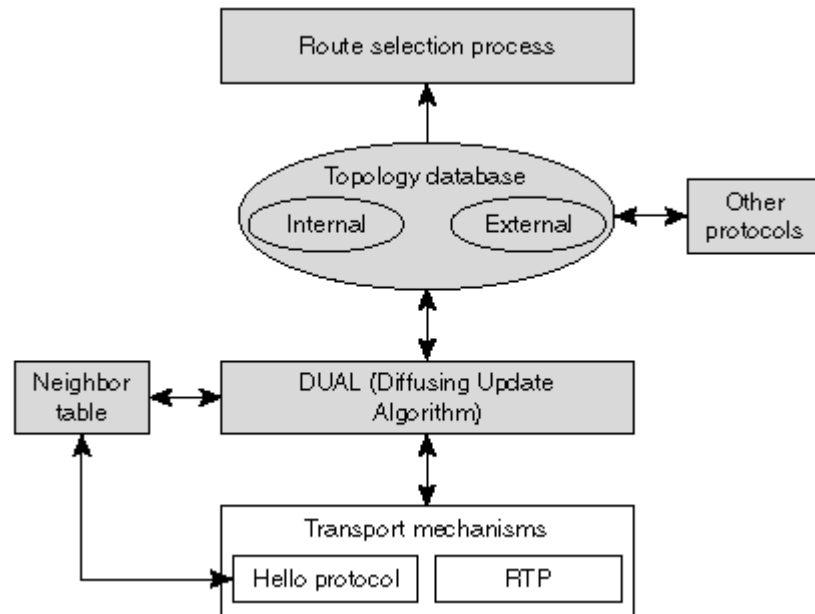 Route selection process
Topology database
Internal
External
Other
protocols
Neighbor
table
DUAL (Diffusing Update
Algorithm)
Transport mechanisms
Hello protocol
RTP